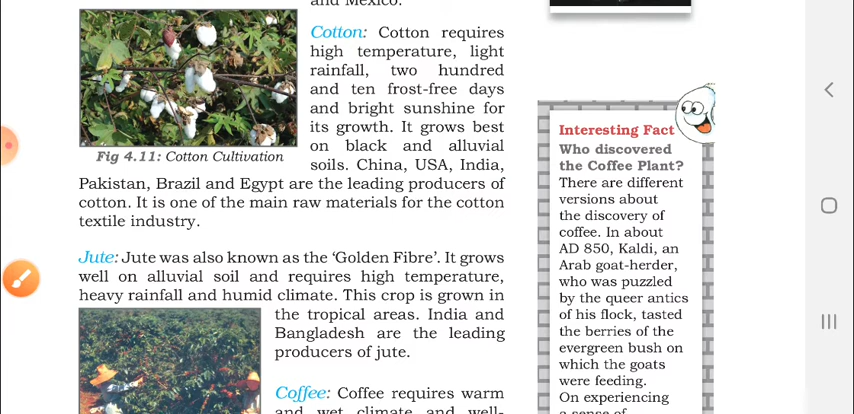 and Mexico.
Cotton: Cotton requires
high temperature, light
rainfall, two hundred
and ten frost-free days
and bright sunshine for
its growth. It grows best
on black and alluvial
soils. China, USA, India,
Fig 4.11: Cotton Cultivation
Pakistan, Brazil and Egypt are the leading producers of
cotton. It is one of the main raw materials for the cotton
textile industry.
Jute: Jute was also known as the ‘Golden Fibre’. It grows
well on alluvial soil and requires high temperature,
heavy rainfall and humid climate. This crop is grown in
the tropical areas. India and
Bangladesh are the leading
producers of jute.
Coffee: Coffee requires warm
and wet climate and well-
Interesting Fact
Who discovered
the Coffee Plant?
There are different
versions about
the discovery of
coffee. In about
AD 850, Kaldi, an
Arab goat-herder,
who was puzzled
by the queer antics
of his flock, tasted
the berries of the
evergreen bush on
which the goats
were feeding.
On experiencing
a sense of